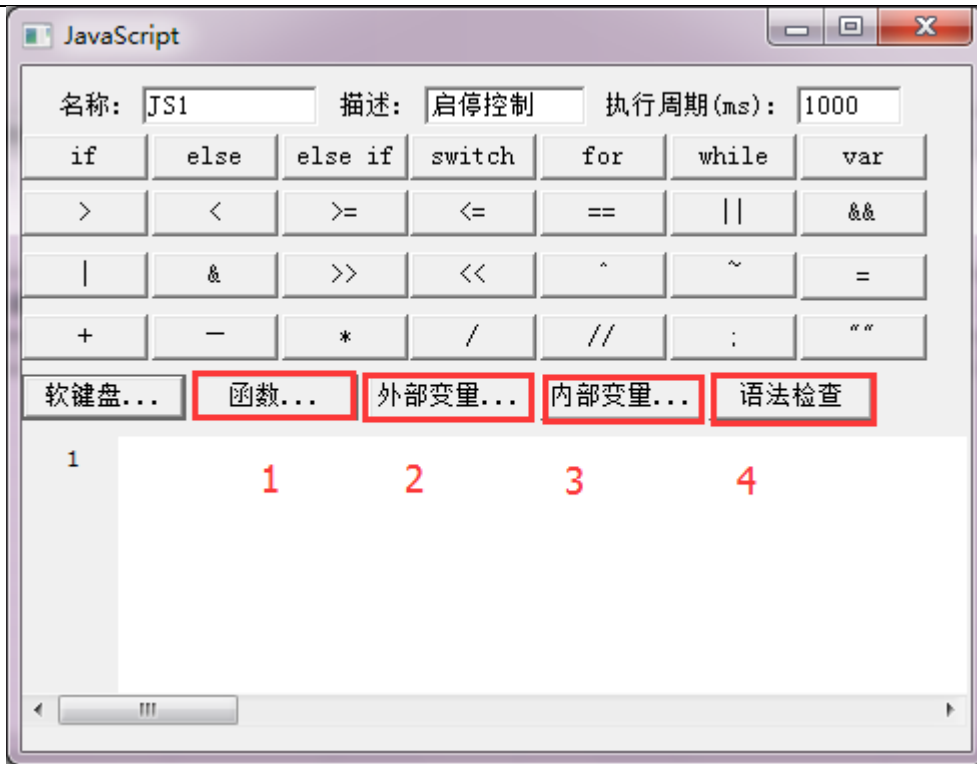 JavaScript
名称: JS1 描述: 启停控制 执行周期(ms): 1000
if else else if switch for while var
> < >= <= == || &&
| & >> << ^ ~ =
+ — * / // ; ""
软键盘... 函数... 外部变量... 内部变量... 语法检查
1
1 2 3 4